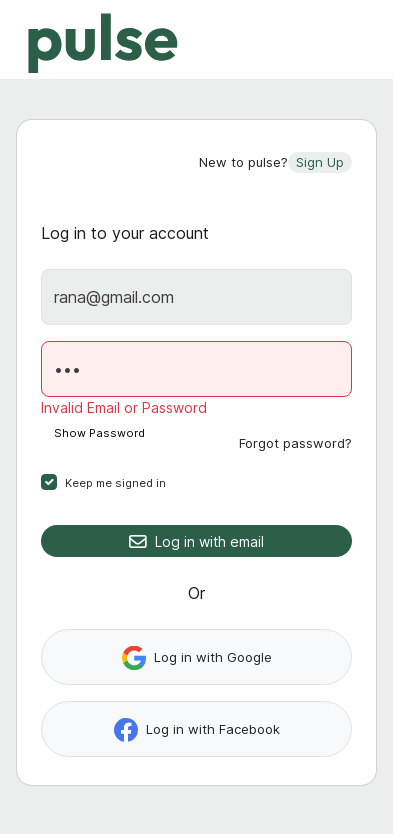 pulse
New to pulse? Sign Up
Log in to your account
rana@gmail.com
•••
Invalid Email or Password
Show Password
Forgot password?
Keep me signed in
Log in with email
Or
Log in with Google
Log in with Facebook